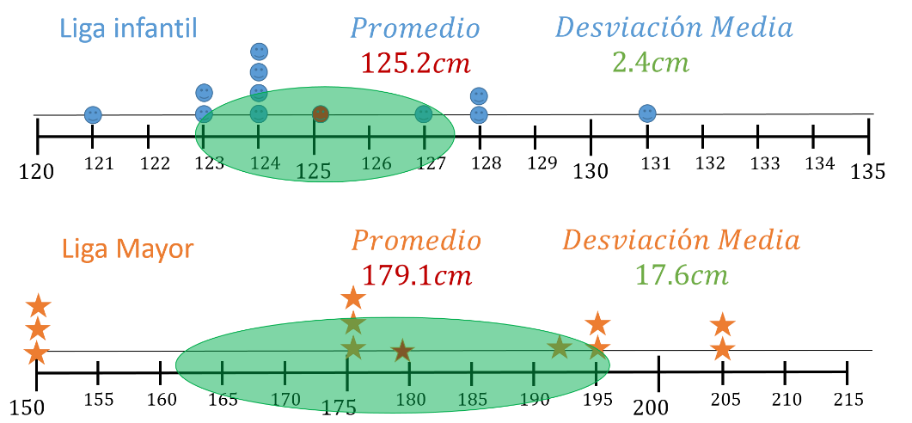 Liga infantil
Promedio
Desviación Media
125.2cm
2.4cm
120 121 122 123 124 125 126 127 128 129 130 131 132 133 134 135
Liga Mayor
Promedio
Desviación Media
179.1cm
17.6cm
150 155 160 165 175 180 185 190 195 200 205 210 215